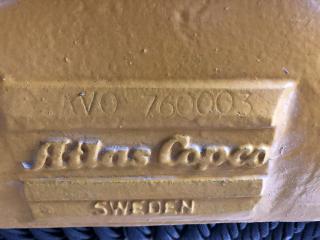 AVO 760003
Atlas Copco
SWEDEN